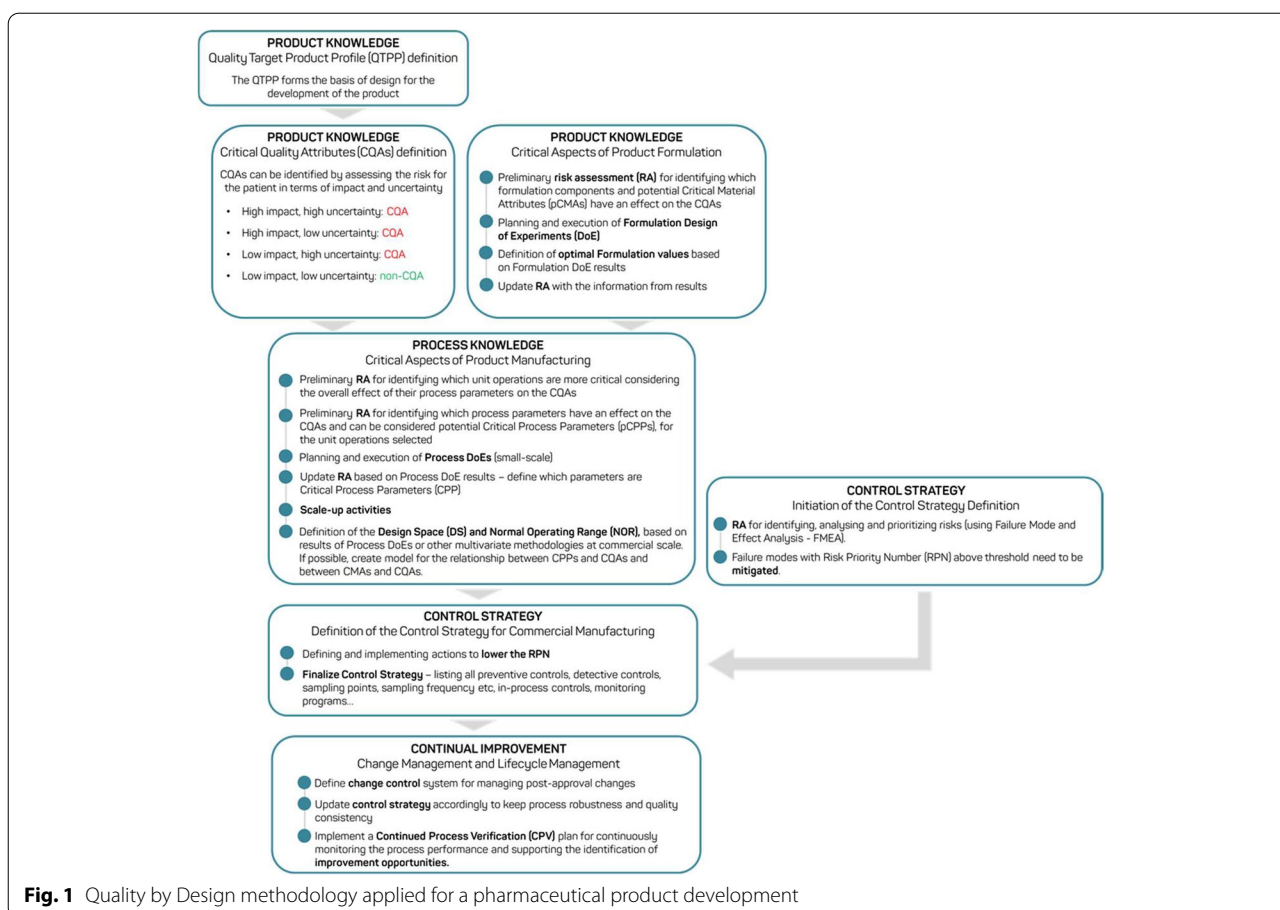 PRODUCT KNOWLEDGE
Quality Target Product Profile (QTPP) definition
The QTPP forms the basis of design for the
development of the product
PRODUCT KNOWLEDGE
Critical Quality Attributes (CQAs) definition
CQAs can be identified by assessing the risk for
the patient in terms of impact and uncertainty
• High impact, high uncertainty: CQA
• High impact, low uncertainty: CQA
• Low impact, high uncertainty: CQA
• Low impact, low uncertainty: non-CQA
PRODUCT KNOWLEDGE
Critical Aspects of Product Formulation
Preliminary risk assessment (RA) for identifying which
formulation components and potential Critical Material
Attributes (pCMAs) have an effect on the CQAs
Planning and execution of Formulation Design
of Experiments (DoE)
Definition of optimal Formulation values based
on Formulation DoE results
Update RA with the information from results
PROCESS KNOWLEDGE
Critical Aspects of Product Manufacturing
Preliminary RA for identifying which unit operations are more critical considering
the overall effect of their process parameters on the CQAs
Preliminary RA for identifying which process parameters have an effect on the
CQAs and can be considered potential Critical Process Parameters (pCPPs), for
the unit operations selected
Planning and execution of Process DoEs (small-scale)
Update RA based on Process DoE results – define which parameters are
Critical Process Parameters (CPP)
Scale-up activities
Definition of the Design Space (DS) and Normal Operating Range (NOR), based on
results of Process DoEs or other multivariate methodologies at commercial scale.
If possible, create model for the relationship between CPPs and CQAs and
between CMAs and CQAs.
CONTROL STRATEGY
Initiation of the Control Strategy Definition
RA for identifying, analysing and prioritizing risks (using Failure Mode and
Effect Analysis - FMEA).
Failure modes with Risk Priority Number (RPN) above threshold need to be
mitigated.
CONTROL STRATEGY
Definition of the Control Strategy for Commercial Manufacturing
Defining and implementing actions to lower the RPN
Finalize Control Strategy – listing all preventive controls, detective controls,
sampling points, sampling frequency etc, in-process controls, monitoring
programs...
CONTINUAL IMPROVEMENT
Change Management and Lifecycle Management
Define change control system for managing post-approval changes
Update control strategy accordingly to keep process robustness and quality
consistency
Implement a Continued Process Verification (CPV) plan for continuously
monitoring the process performance and supporting the identification of
improvement opportunities.
Fig. 1 Quality by Design methodology applied for a pharmaceutical product development